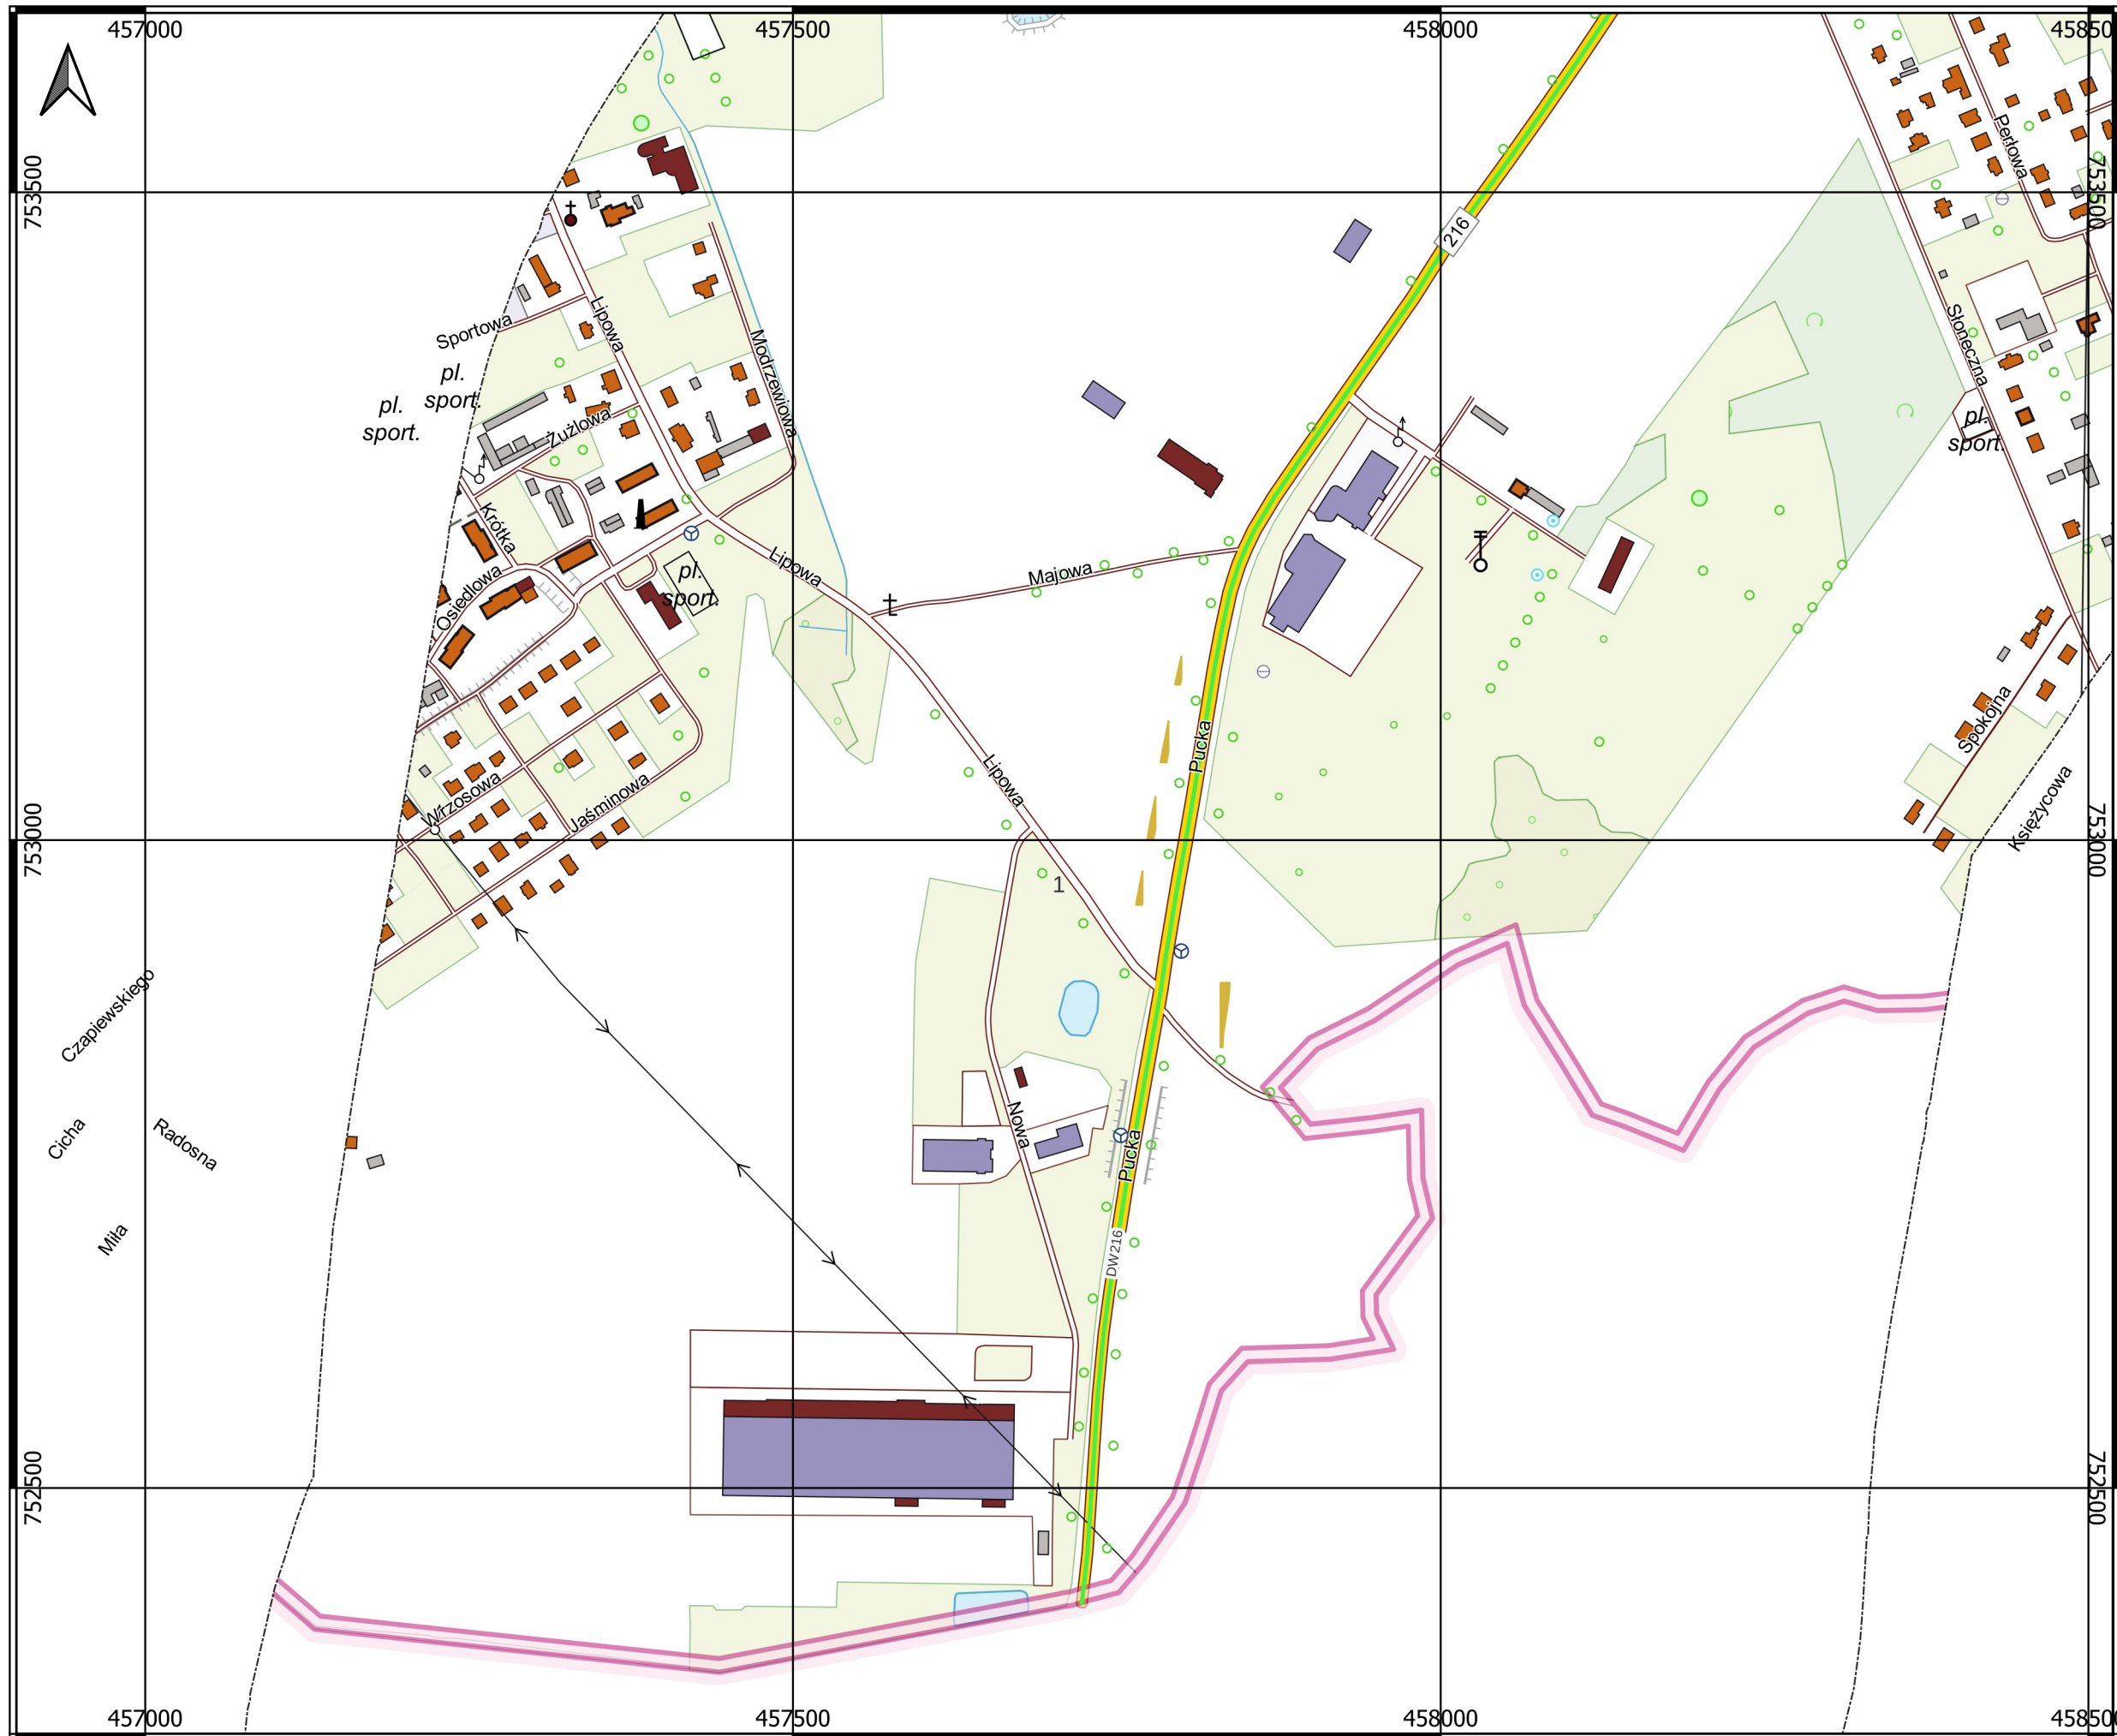 457000
457500
458000
458500
753500
753500
216
Perłowa
Sportowa
Lipowa
Modrzewiowa
Słoneczna
pl.
sport.
pl.
sport.
Żużlowa
pl.
sport.
Krótka
Lipowa
Majowa
pl.
sport.
Osiedlowa
Pucka
Lipowa
Spokojna
Księżycowa
Wrzosowa
Jaśminowa
753000
753000
1
Czapiewskiego
Cicha
Radosna
Nowa
Pucka
Miła
DW216
752500
752500
457000
457500
458000
458500